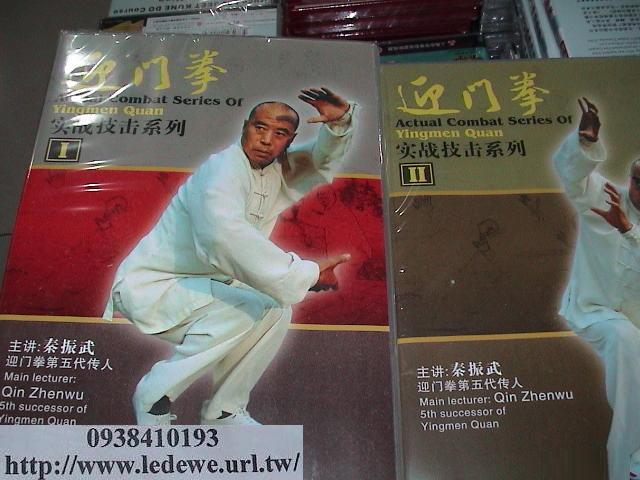 迎门拳
Actual Combat Series Of
Yingmen Quan
实战技击系列
I
主讲:秦振武
迎门拳第五代传人
Main lecturer:
Qin Zhenwu
5th successor of
Yingmen Quan
迎门拳
Actual Combat Series Of
Yingmen Quan
实战技击系列
II
主讲:秦振武
迎门拳第五代传人
Main lecturer: Qin Zhenwu
5th successor of
Yingmen Quan
0938410193
http://www.ledewe.url.tw/